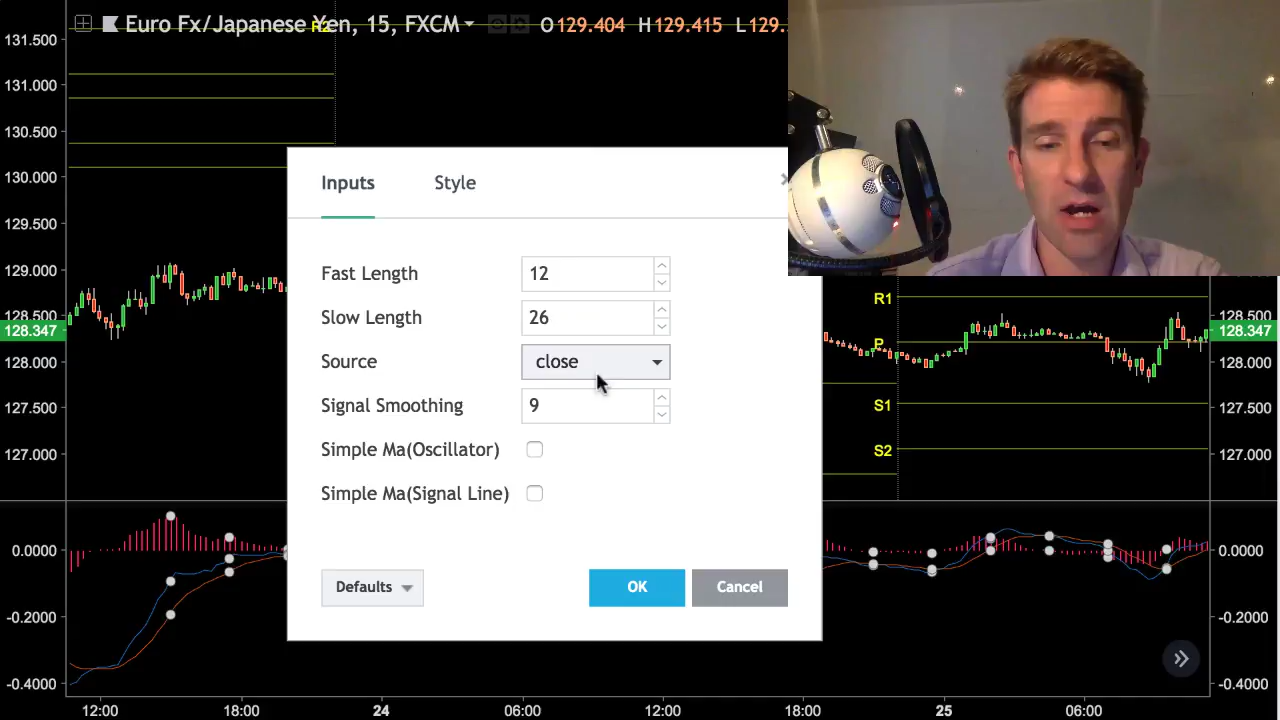 Euro Fx/Japanese Yen, 15, FXCM O129.404 H129.415 L129.
R2
131.500
131.000
130.500
130.000
129.500
129.000
128.500
128.347
128.000
127.500
127.000
0.0000
-0.2000
-0.4000
Inputs Style
Fast Length 12
Slow Length 26
Source close
Signal Smoothing 9
Simple Ma(Oscillator)
Simple Ma(Signal Line)
Defaults OK Cancel
R1
P
S1
S2
128.500
128.347
128.000
127.500
127.000
0.0000
-0.2000
-0.4000
12:00 18:00 24 06:00 12:00 18:00 25 06:00